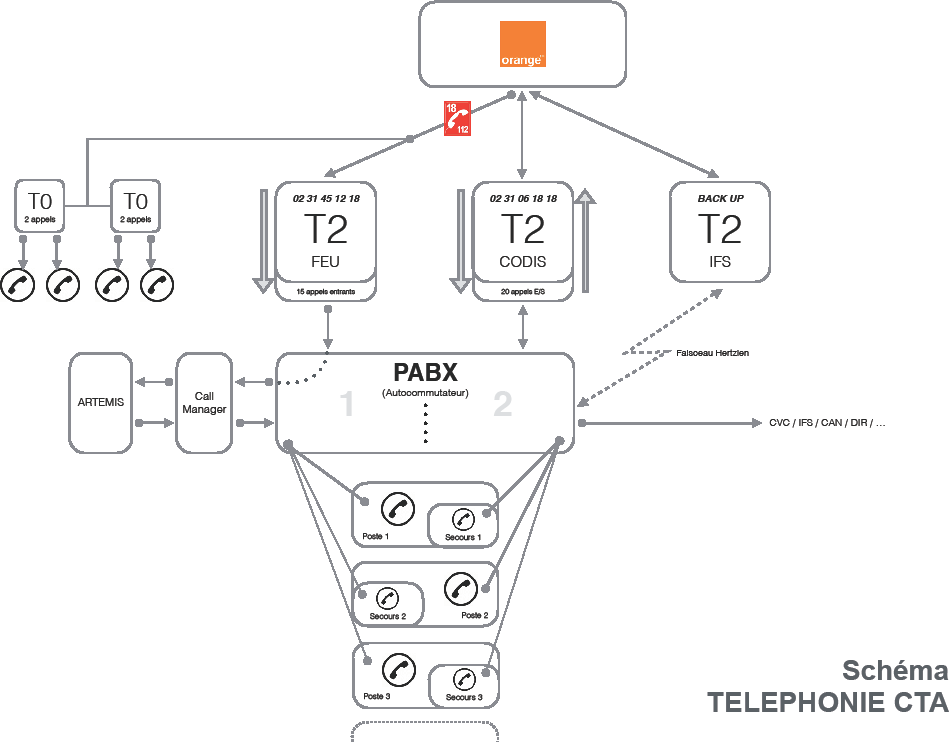 orange™
18
112
T0
2 appels
T0
2 appels
02 31 45 12 18
T2
FEU
15 appels entrants
02 31 06 18 18
T2
CODIS
20 appels E/S
BACK UP
T2
IFS
Faisceau Hertzien
ARTEMIS
Call
Manager
PABX
(Autocommutateur)
1
2
CVC / IFS / CAN / DIR / ...
Poste 1
Secours 1
Secours 2
Poste 2
Poste 3
Secours 3
Schéma
TELEPHONIE CTA